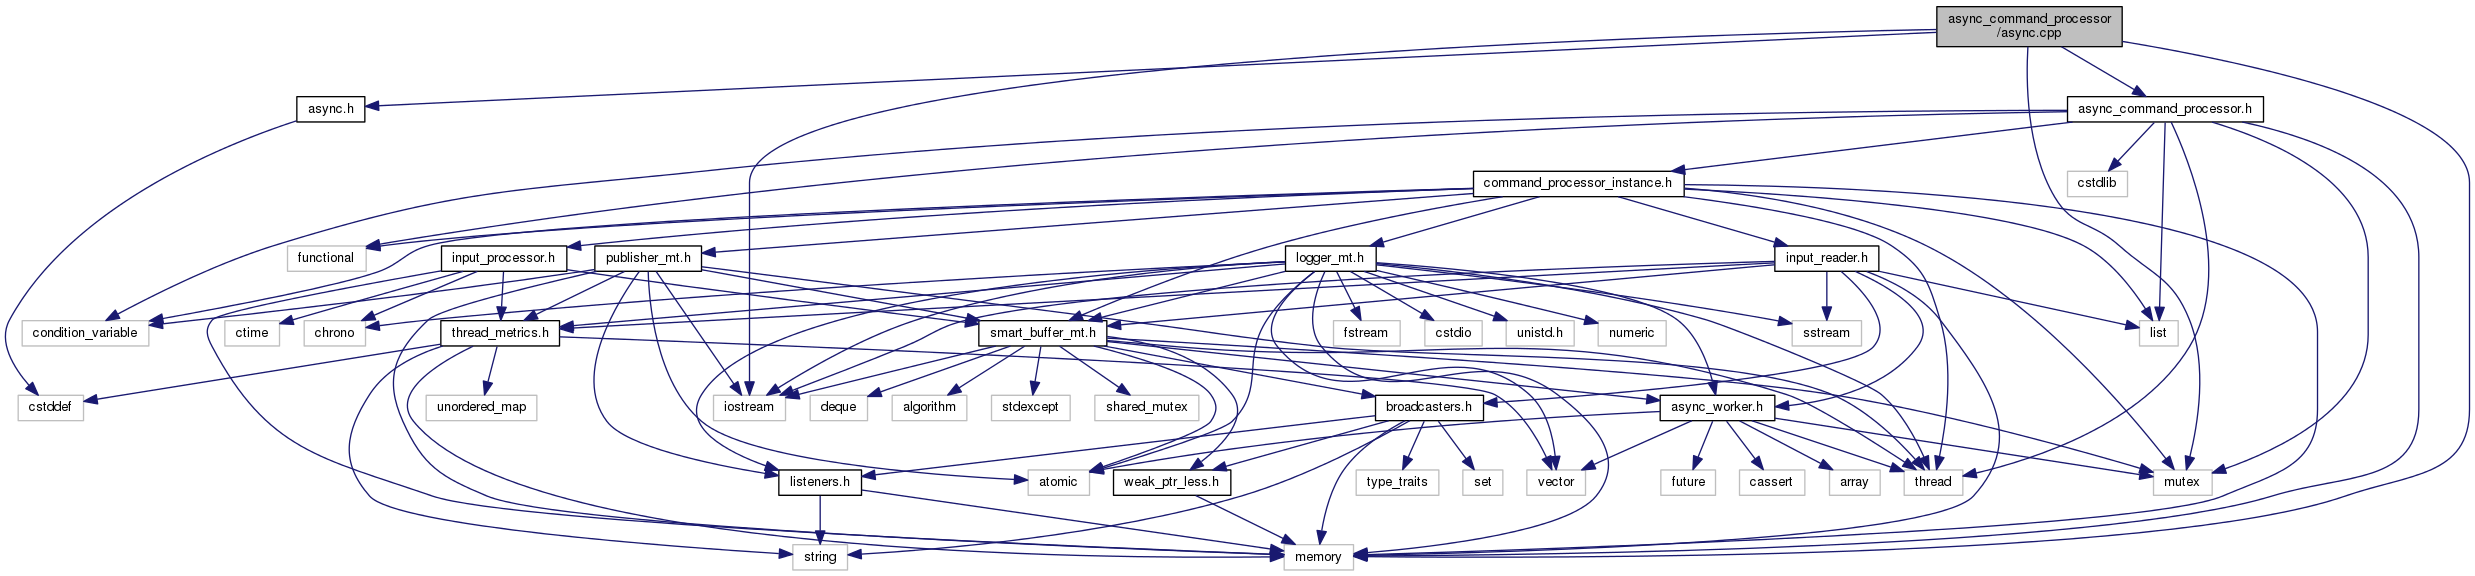 async_command_processor
/async.cpp
async.h
async_command_processor.h
command_processor_instance.h
cstdlib
functional
input_processor.h
publisher_mt.h
logger_mt.h
input_reader.h
condition_variable
ctime
chrono
thread_metrics.h
smart_buffer_mt.h
fstream
cstdio
unistd.h
numeric
sstream
list
cstddef
unordered_map
iostream
deque
algorithm
stdexcept
shared_mutex
broadcasters.h
async_worker.h
listeners.h
atomic
weak_ptr_less.h
type_traits
set
vector
future
cassert
array
thread
mutex
string
memory